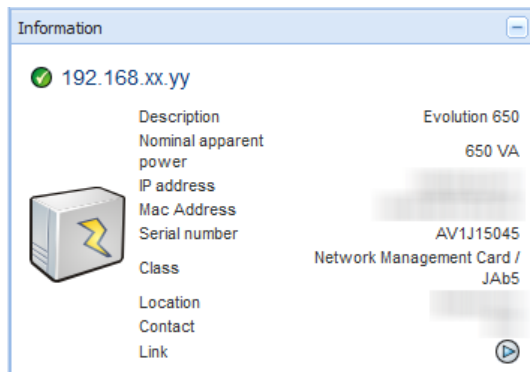 Information
192.168.xx.yy
Description Evolution 650
Nominal apparent
power 650 VA
IP address
Mac Address
Serial number AV1J15045
Class Network Management Card /
JAb5
Location
Contact
Link